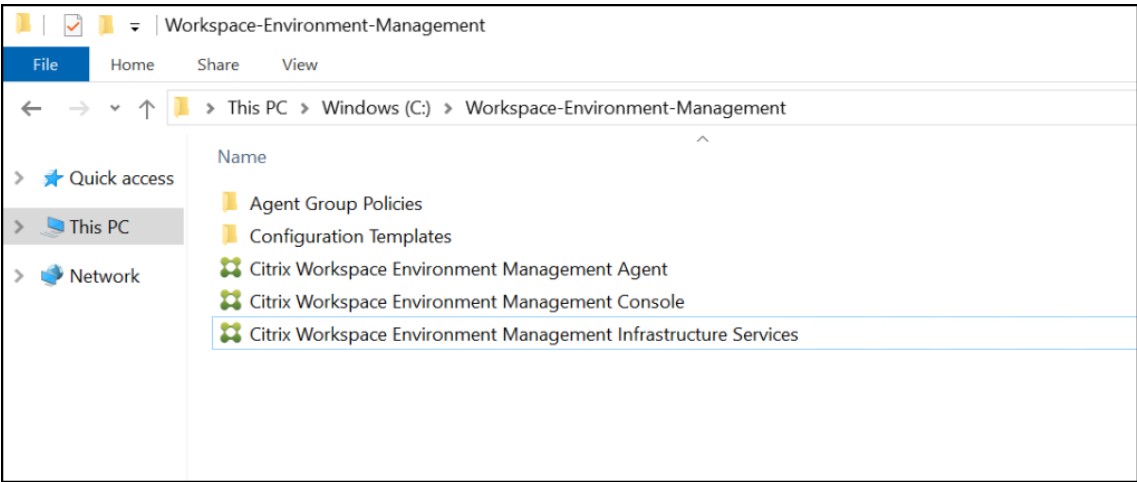 Workspace-Environment-Management
File Home Share View
This PC > Windows (C:) > Workspace-Environment-Management
Name
Quick access
This PC
Network
Agent Group Policies
Configuration Templates
Citrix Workspace Environment Management Agent
Citrix Workspace Environment Management Console
Citrix Workspace Environment Management Infrastructure Services